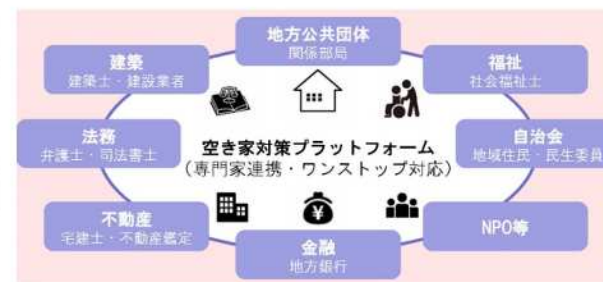 地方公共団体
関係部局
建築
建築士・建設業者
福祉
社会福祉士
法務
弁護士・司法書士
空き家対策プラットフォーム
（専門家連携・ワンストップ対応）
自治会
地域住民・民生委員
不動産
宅建士・不動産鑑定
¥
金融
地方銀行
NPO等